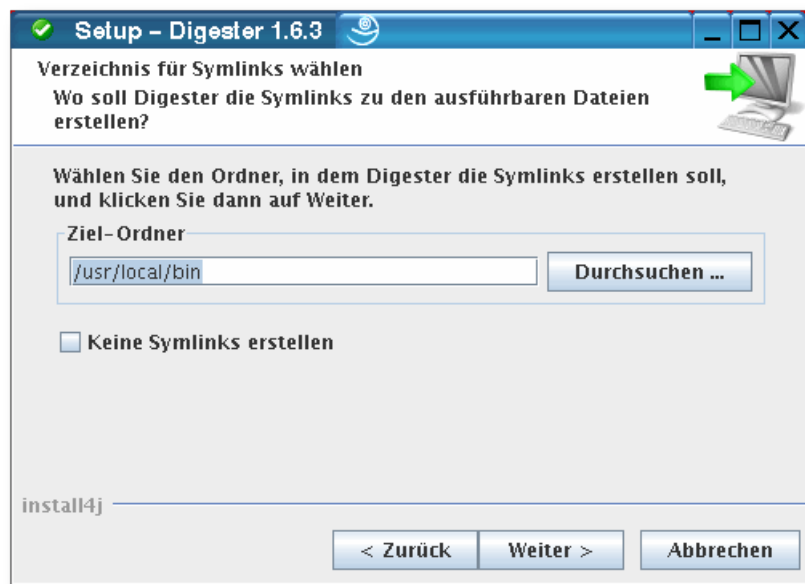 Setup – Digester 1.6.3
Verzeichnis für Symlinks wählen
Wo soll Digester die Symlinks zu den ausführbaren Dateien
erstellen?
Wählen Sie den Ordner, in dem Digester die Symlinks erstellen soll,
und klicken Sie dann auf Weiter.
Ziel-Ordner
/usr/local/bin
Durchsuchen ...
Keine Symlinks erstellen
install4j
< Zurück
Weiter >
Abbrechen